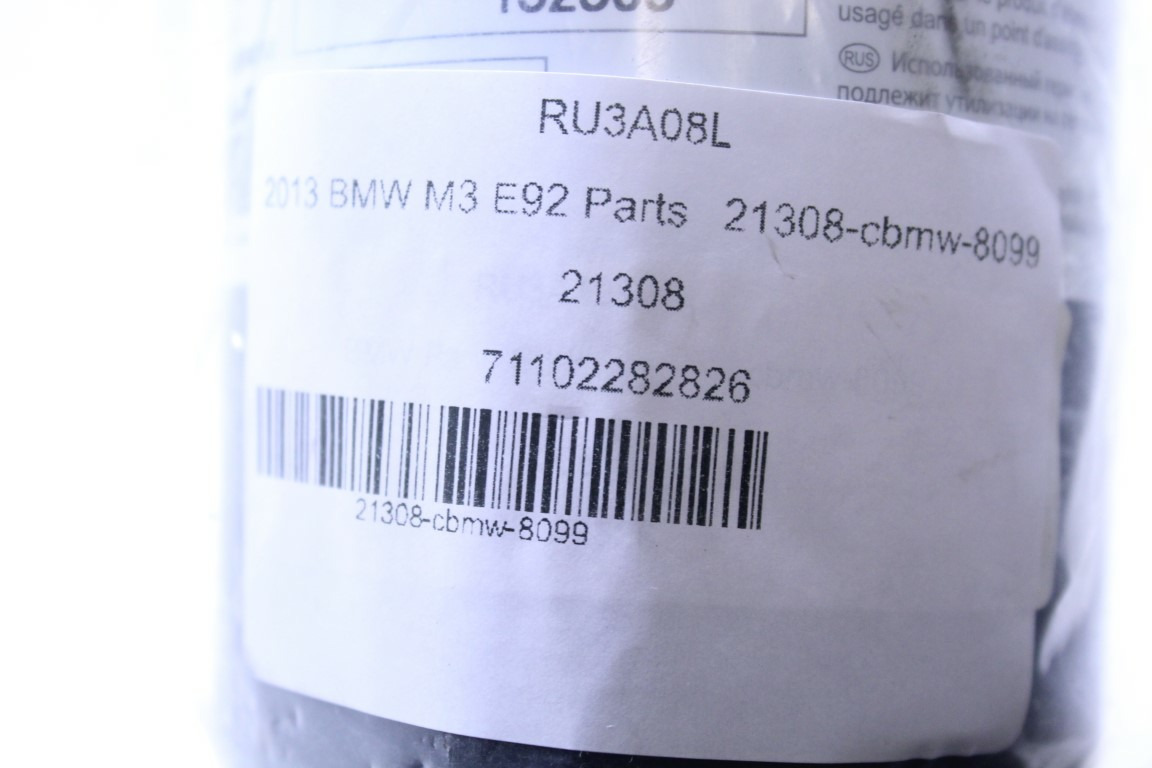 usagé dans un point
RUS Использованный
подлежит утилизации
RU3A08L
2013 BMW M3 E92 Parts 21308-cbmw-8099
21308
71102282826
21308-cbmw-8099